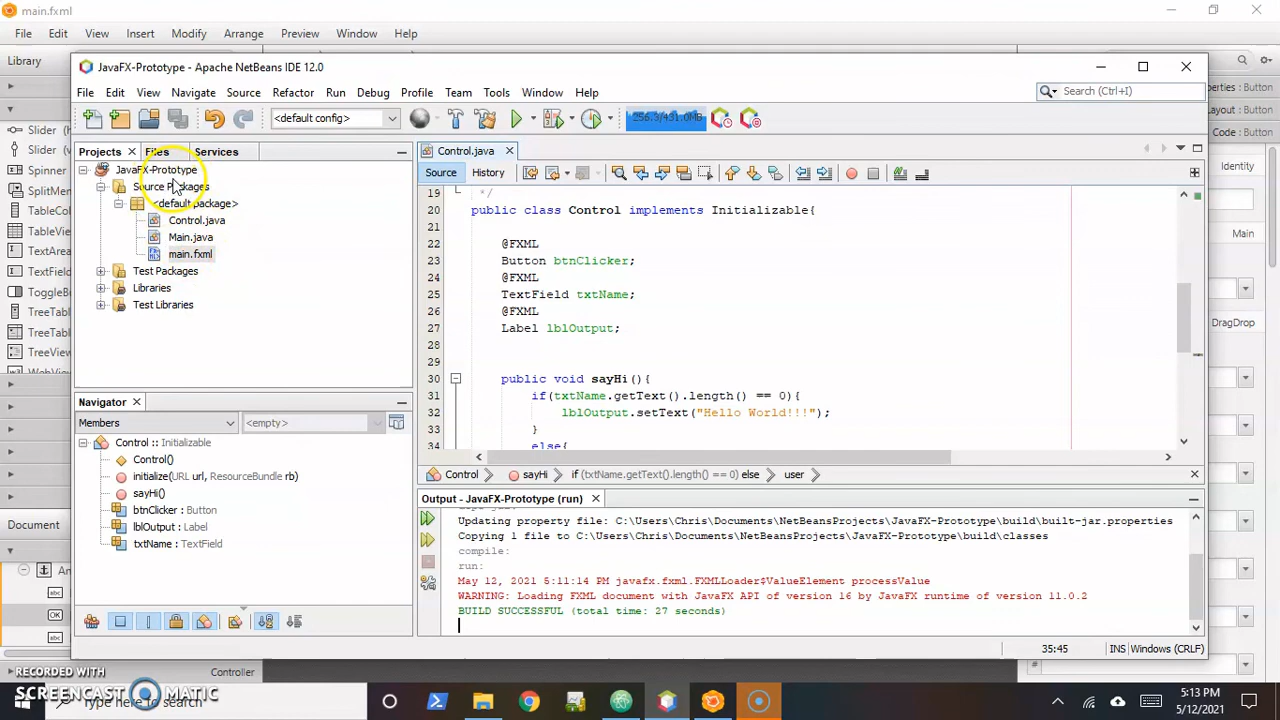 main.fxml
File Edit View Insert Modify Arrange Preview Window Help
Library
Slider (
Slider (
Spinner
SplitMen
TableCol
TableView
TextArea
TextField
ToggleB
TreeTabl
TreeTabl
TreeView
Document
An
OK
Controller
roperties : Button
: Button
Code : Button
Identity
Main
DragDrop
JavaFX-Prototype - Apache NetBeans IDE 12.0
File Edit View Navigate Source Refactor Run Debug Profile Team Tools Window Help
Search (Ctrl+I)
<default config>
256.3/431.0MB
Projects Files Services
JavaFX-Prototype
Source Packages
<default package>
Control.java
Main.java
main.fxml
Test Packages
Libraries
Test Libraries
Navigator
Members
<empty>
Control :: Initializable
Control()
initialize(URL url, ResourceBundle rb)
sayHi()
btnClicker : Button
lblOutput : Label
txtName : TextField
Control.java
Source History
19 */
20 public class Control implements Initializable{
21
22 @FXML
23 Button btnClicker;
24 @FXML
25 TextField txtName;
26 @FXML
27 Label lblOutput;
28
29
30 public void sayHi(){
31 if(txtName.getText().length() == 0){
32 lblOutput.setText("Hello World!!!");
33 }
34 else{
Control sayHi if (txtName.getText().length() == 0) else user
Output - JavaFX-Prototype (run)
Updating property file: C:\Users\Chris\Documents\NetBeansProjects\JavaFX-Prototype\build\built-jar.properties
Copying 1 file to C:\Users\Chris\Documents\NetBeansProjects\JavaFX-Prototype\build\classes
compile:
run:
May 12, 2021 5:11:14 PM javafx.fxml.FXMLLoader$ValueElement processValue
WARNING: Loading FXML document with JavaFX API of version 16 by JavaFX runtime of version 11.0.2
BUILD SUCCESSFUL (total time: 27 seconds)
35:45 INS Windows (CRLF)
RECORDED WITH
SCREENCAST MATIC
here to search
5:13 PM
5/12/2021